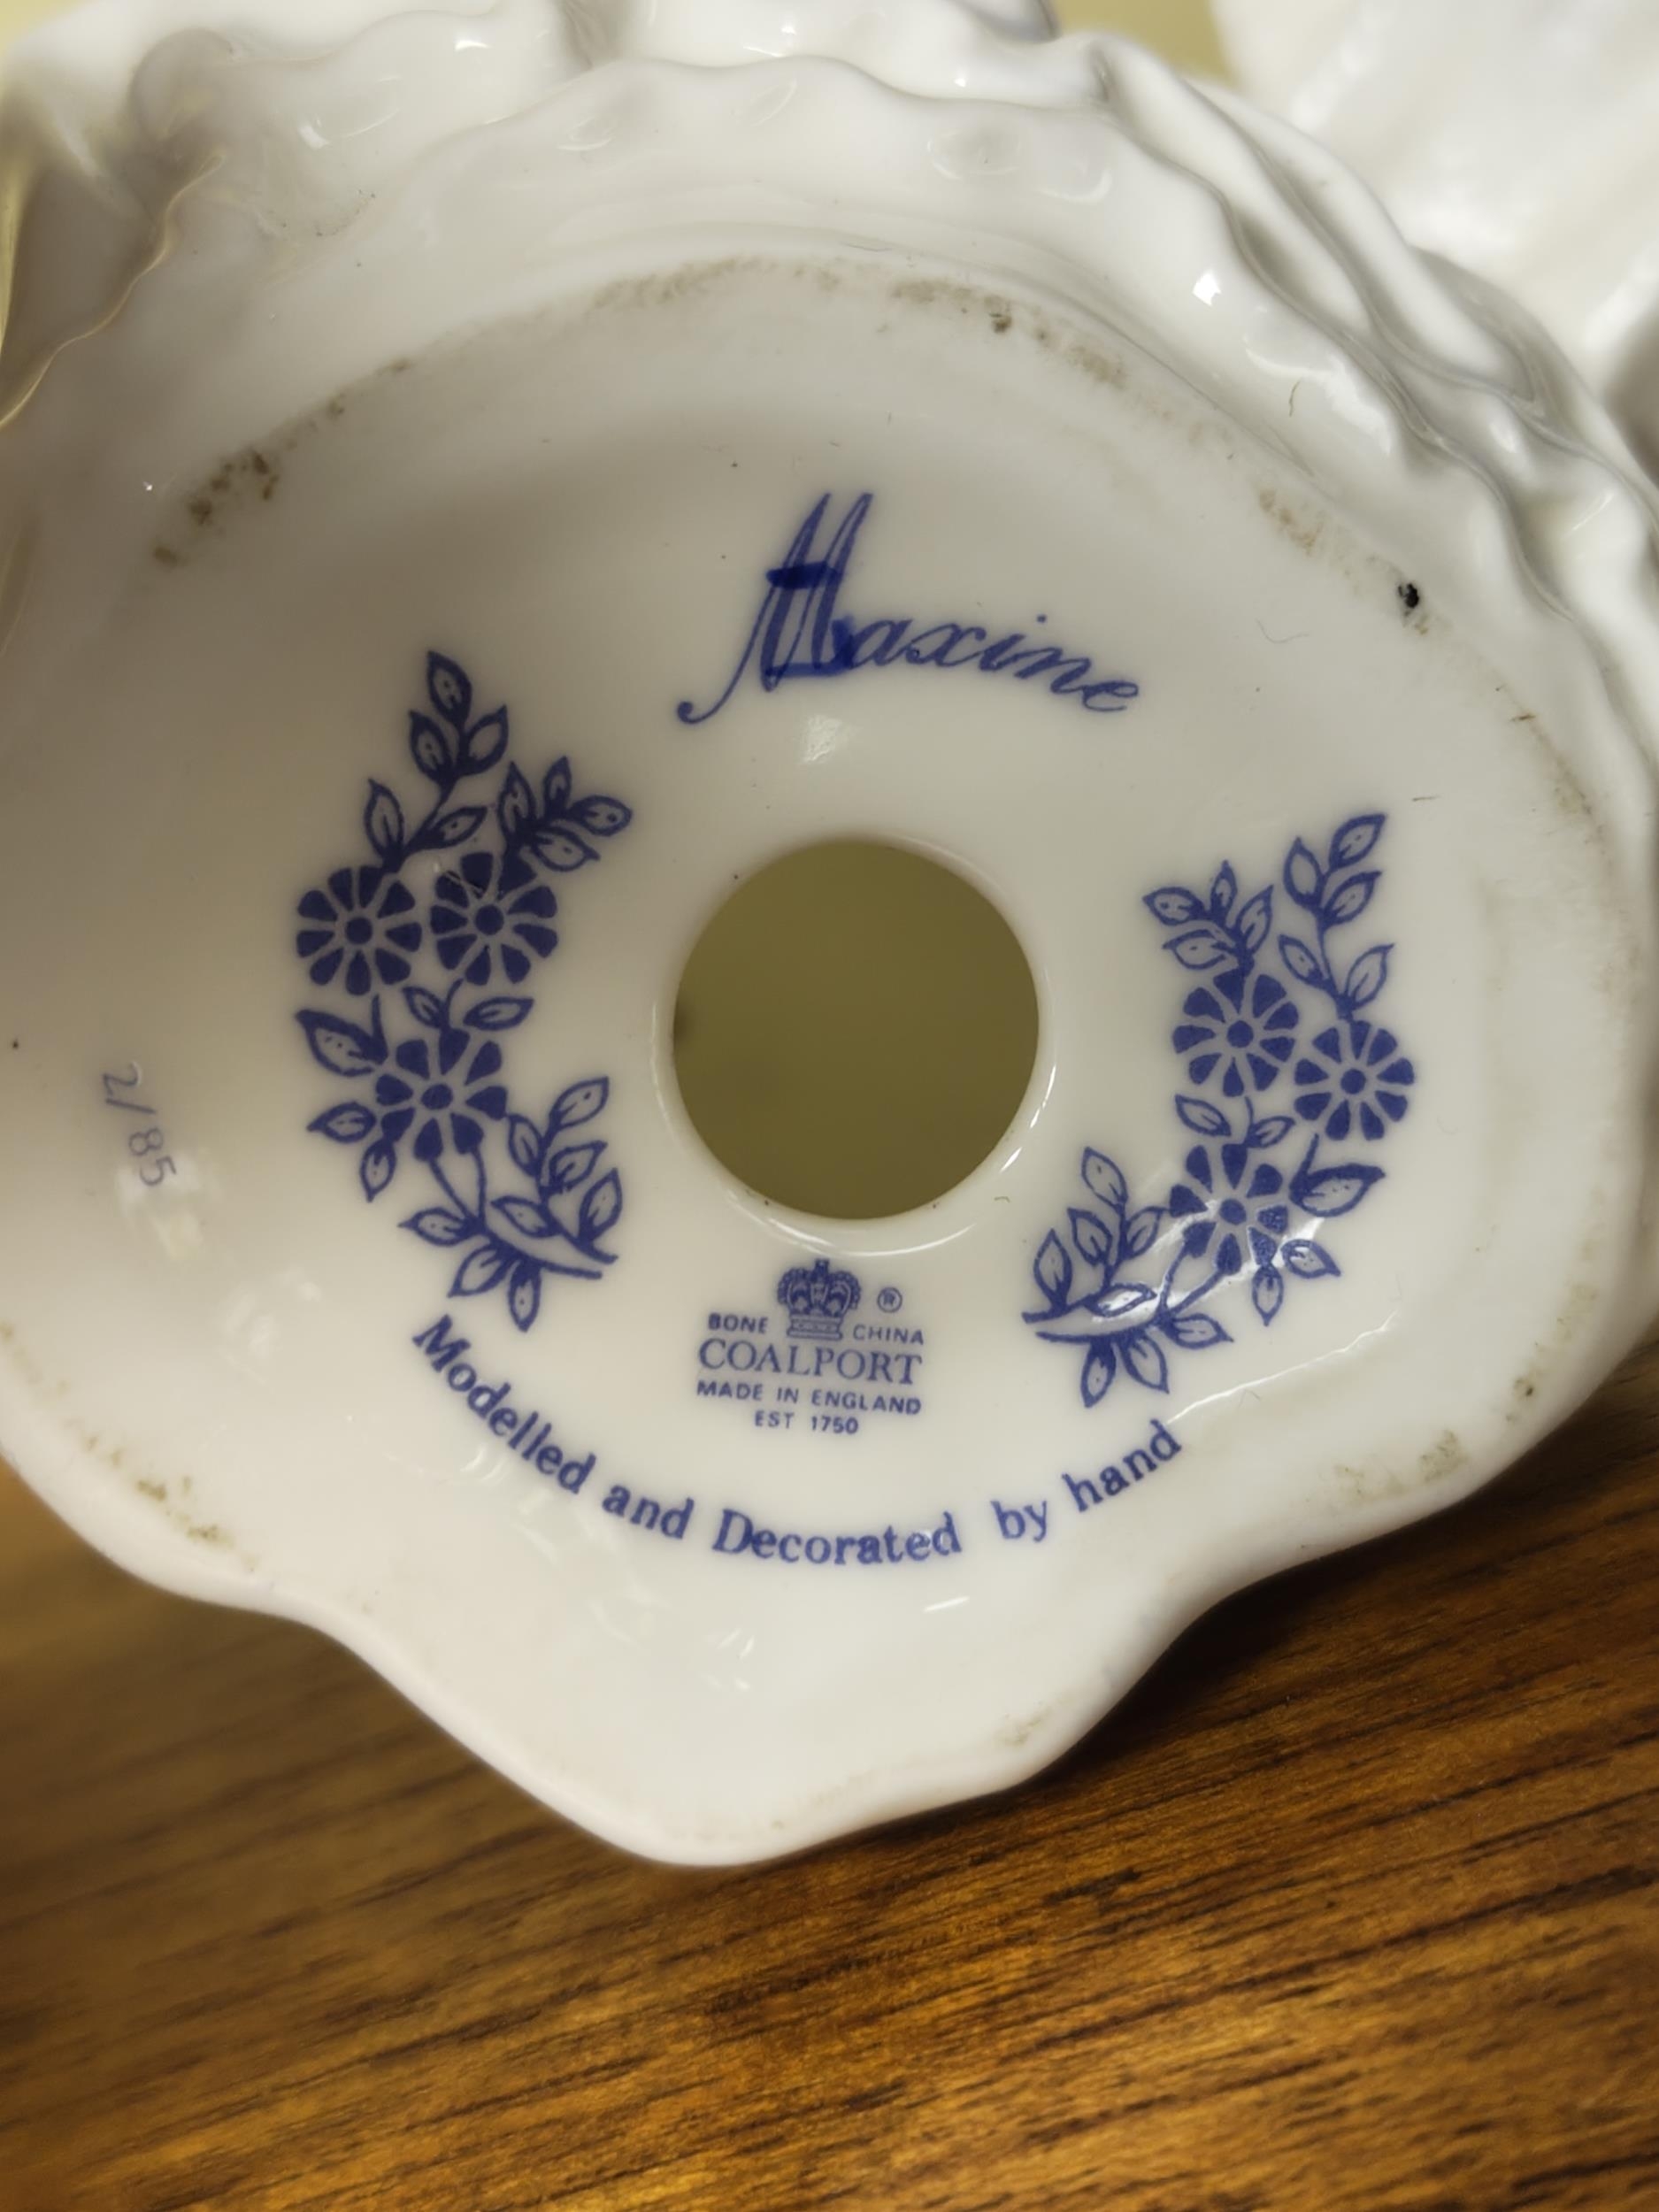 Maxine
2/85
BONE CHINA ®
COALPORT
MADE IN ENGLAND
EST 1750
Modelled and Decorated by hand